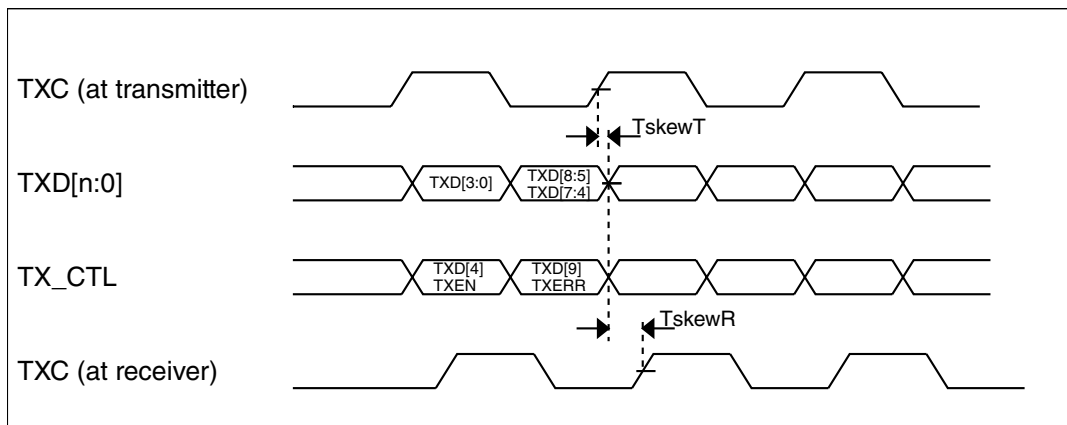 TXC (at transmitter)
TskewT
TXD[n:0]
TXD[3:0]
TXD[8:5]
TXD[7:4]
TX_CTL
TXD[4]
TXEN
TXD[9]
TXERR
TskewR
TXC (at receiver)